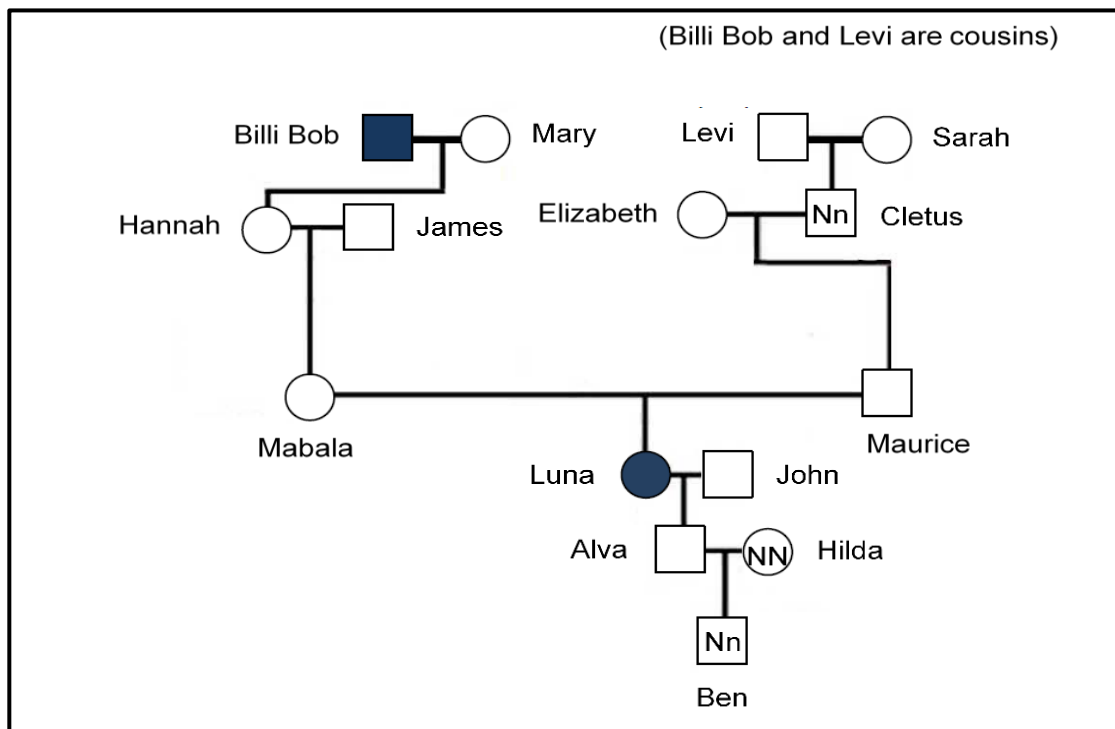 (Billi Bob and Levi are cousins)
Billi Bob
Mary
Levi
Sarah
Hannah
James
Elizabeth
Nn
Cletus
Mabala
Maurice
Luna
John
Alva
NN
Hilda
Nn
Ben